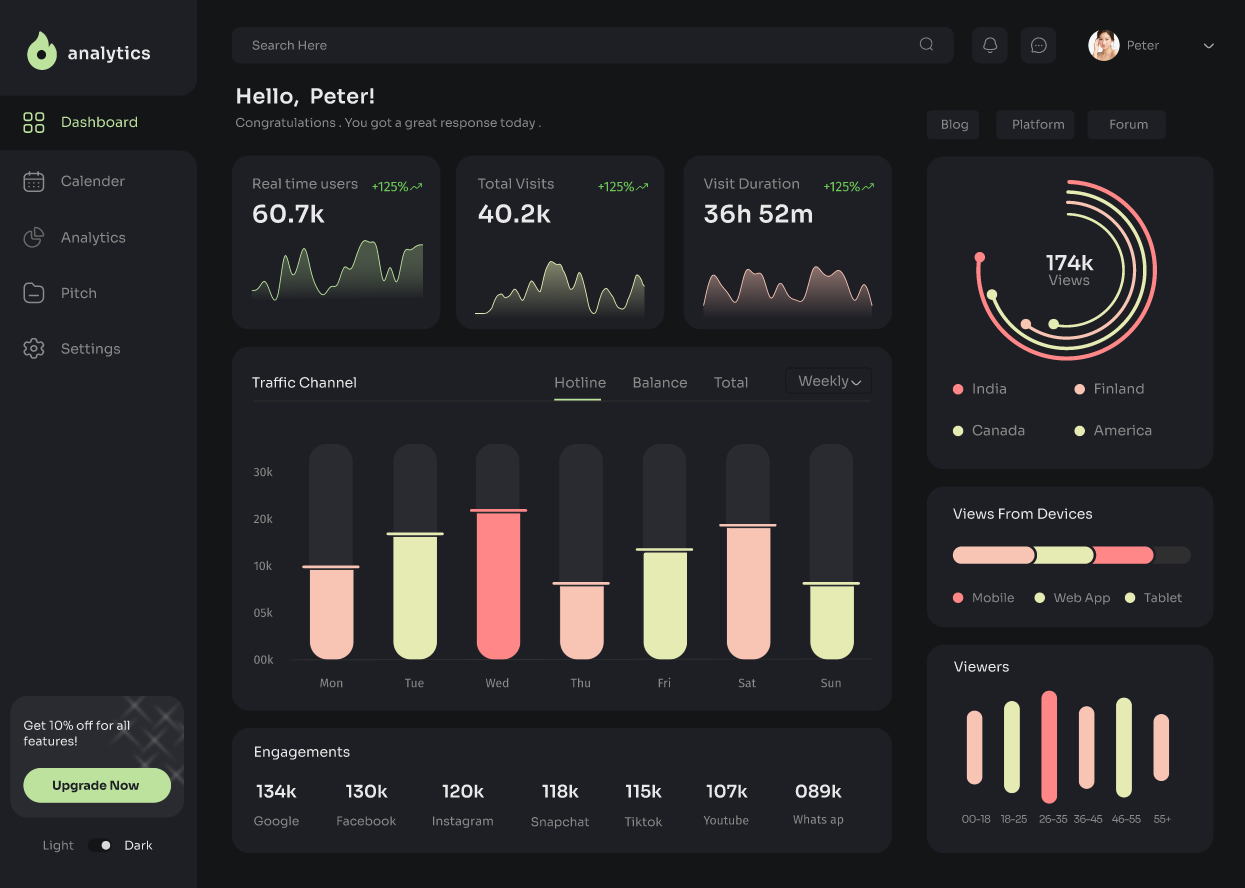 analytics
Dashboard
Calender
Analytics
Pitch
Settings
Get 10% off for all
features!
Upgrade Now
Light Dark
Search Here
Peter
Hello, Peter!
Congratulations . You got a great response today .
Blog Platform Forum
Real time users +125%
60.7k
Total Visits +125%
40.2k
Visit Duration +125%
36h 52m
Traffic Channel
Hotline Balance Total Weekly
30k
20k
10k
05k
00k
Mon Tue Wed Thu Fri Sat Sun
Engagements
134k 130k 120k 118k 115k 107k 089k
Google Facebook Instagram Snapchat Tiktok Youtube Whats ap
174k
Views
India Finland
Canada America
Views From Devices
Mobile Web App Tablet
Viewers
00-18 18-25 26-35 36-45 46-55 55+